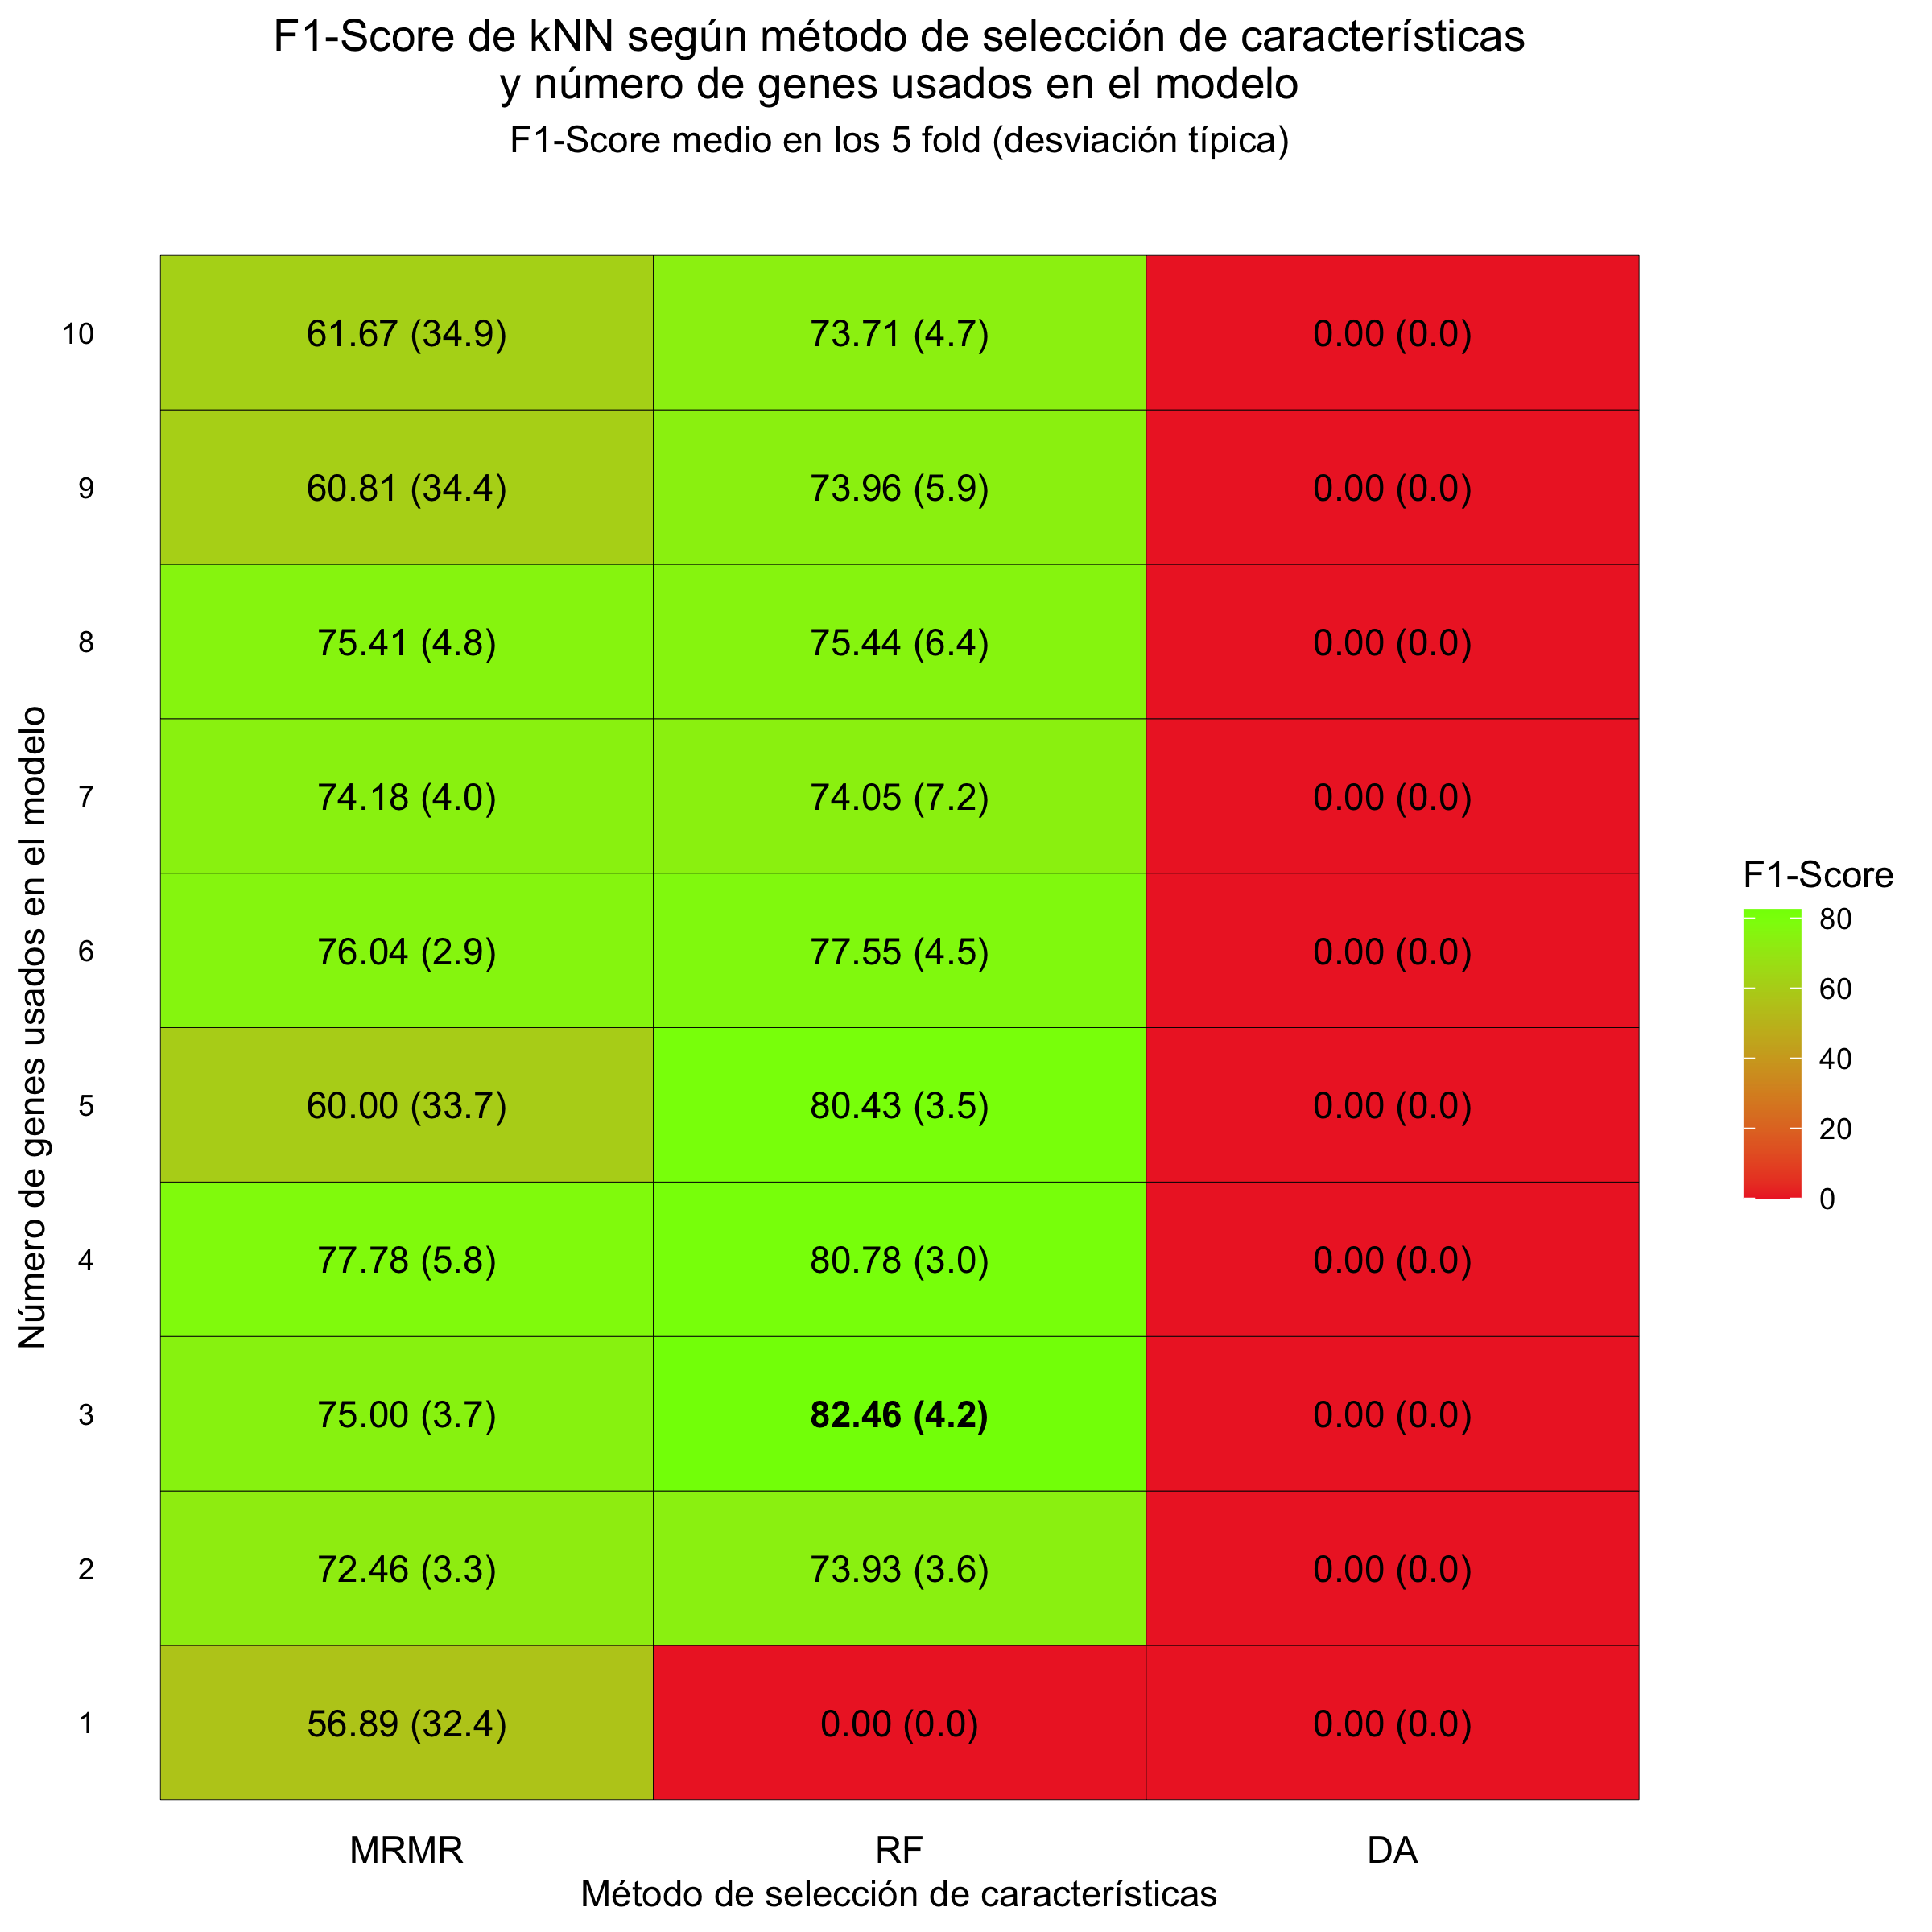 F1-Score de kNN según método de selección de características
y número de genes usados en el modelo
F1-Score medio en los 5 fold (desviación típica)
Número de genes usados en el modelo
10 61.67 (34.9) 73.71 (4.7) 0.00 (0.0)
9 60.81 (34.4) 73.96 (5.9) 0.00 (0.0)
8 75.41 (4.8) 75.44 (6.4) 0.00 (0.0)
7 74.18 (4.0) 74.05 (7.2) 0.00 (0.0)
6 76.04 (2.9) 77.55 (4.5) 0.00 (0.0)
5 60.00 (33.7) 80.43 (3.5) 0.00 (0.0)
4 77.78 (5.8) 80.78 (3.0) 0.00 (0.0)
3 75.00 (3.7) 82.46 (4.2) 0.00 (0.0)
2 72.46 (3.3) 73.93 (3.6) 0.00 (0.0)
1 56.89 (32.4) 0.00 (0.0) 0.00 (0.0)
MRMR RF DA
Método de selección de características
F1-Score
80
60
40
20
0